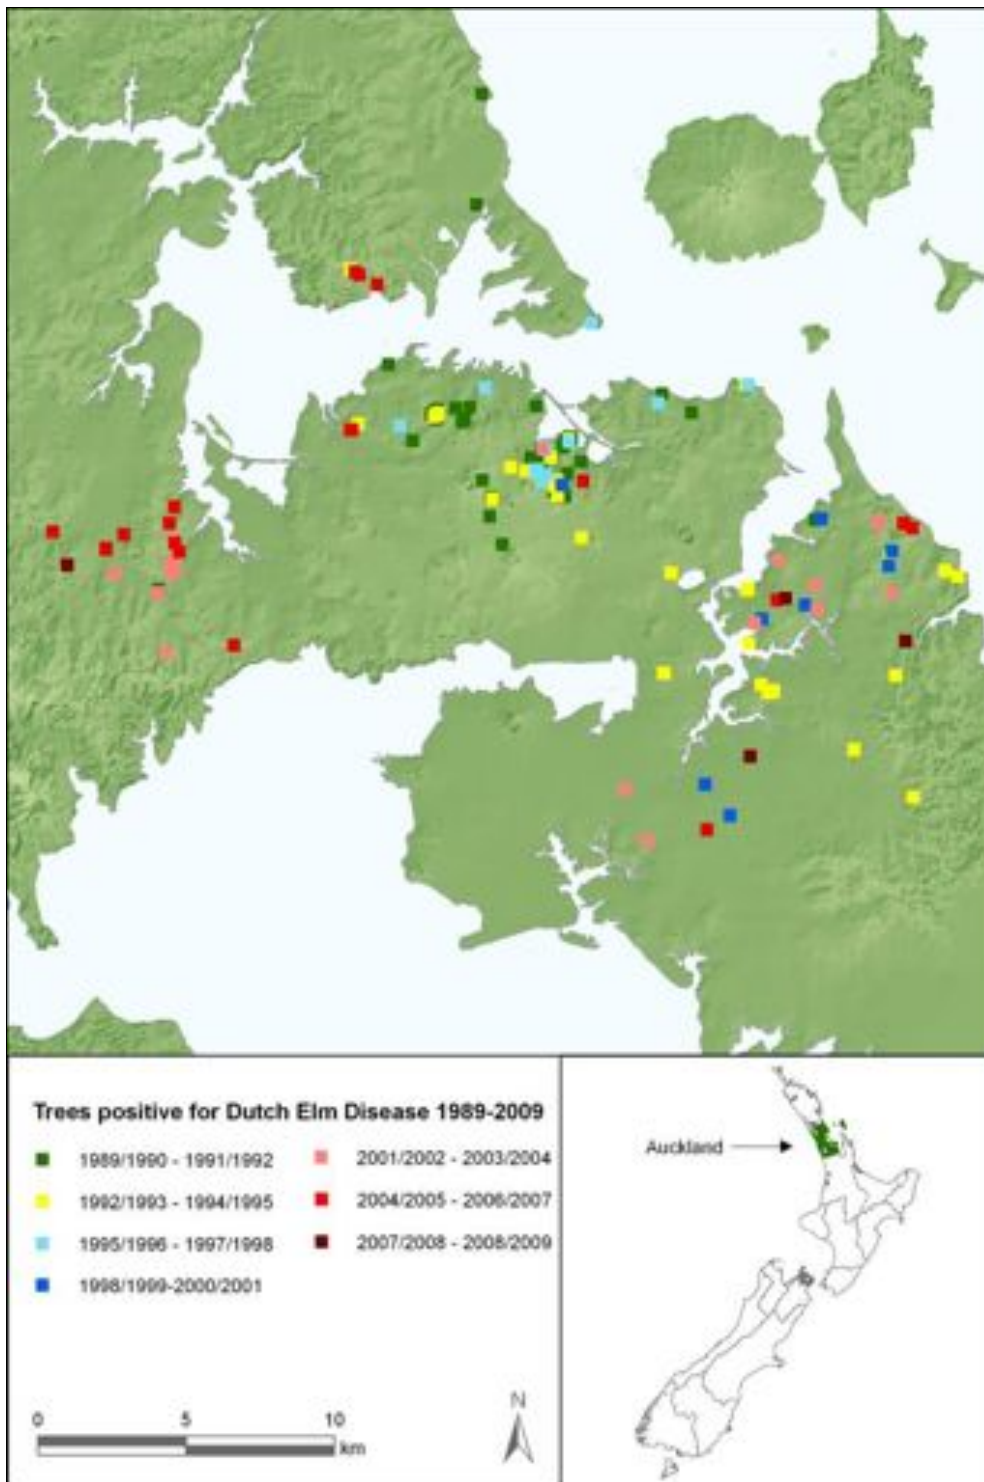 Trees positive for Dutch Elm Disease 1989-2009
1989/1990 - 1991/1992
1992/1993 - 1994/1995
1995/1996 - 1997/1998
1998/1999-2000/2001
2001/2002 - 2003/2004
2004/2005 - 2006/2007
2007/2008 - 2008/2009
0 5 10
km
N
Auckland